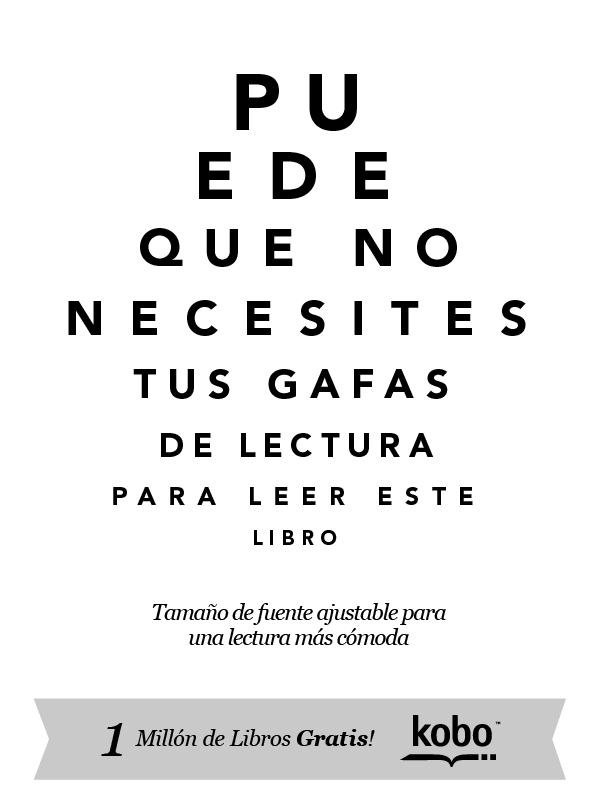 PU
EDE
QUE NO
NECESITES
TUS GAFAS
DE LECTURA
PARA LEER ESTE
LIBRO
Tamaño de fuente ajustable para
una lectura más cómoda
1 Millón de Libros Gratis! kobo™